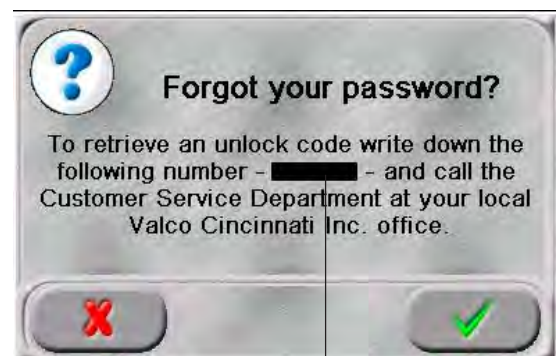 Forgot your password?
To retrieve an unlock code write down the
following number - - and call the
Customer Service Department at your local
Valco Cincinnati Inc. office.